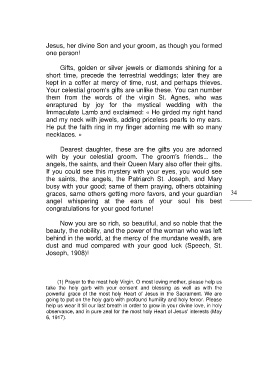 Jesus, her divine Son and your groom, as though you formed
one person!
Gifts, golden or silver jewels or diamonds shining for a
short time, precede the terrestrial weddings; later they are
kept in a coffer at mercy of time, rust, and perhaps thieves.
Your celestial groom's gifts are unlike these. You can number
them from the words of the virgin St. Agnes, who was
enraptured by joy for the mystical wedding with the
Immaculate Lamb and exclaimed: « He girded my right hand
and my neck with jewels, adding priceless pearls to my ears.
He put the faith ring in my finger adorning me with so many
necklaces. »
Dearest daughter, these are the gifts you are adorned
with by your celestial groom. The groom's friends... the
angels, the saints, and their Queen Mary also offer their gifts.
If you could see this mystery with your eyes, you would see
the saints, the angels, the Patriarch St. Joseph, and Mary
busy with your good; same of them praying, others obtaining
graces, same others getting more favors, and your guardian
angel whispering at the ears of your soul his best
congratulations for your good fortune!
34
Now you are so rich, so beautiful, and so noble that the
beauty, the nobility, and the power of the woman who was left
behind in the world, at the mercy of the mundane wealth, are
dust and mud compared with your good luck (Speech, St.
Joseph, 1908)!
(1) Prayer to the most holy Virgin. O most loving mother, please help us
take the holy garb with your consent and blessing as well as with the
powerful grace of the most holy Heart of Jesus in the Sacrament. We are
going to put on the holy garb with profound humility and holy fervor. Please
help us wear it till our last breath in order to grow in your divine love, in holy
observance, and in pure zeal for the most holy Heart of Jesus' interests (May
6, 1917).